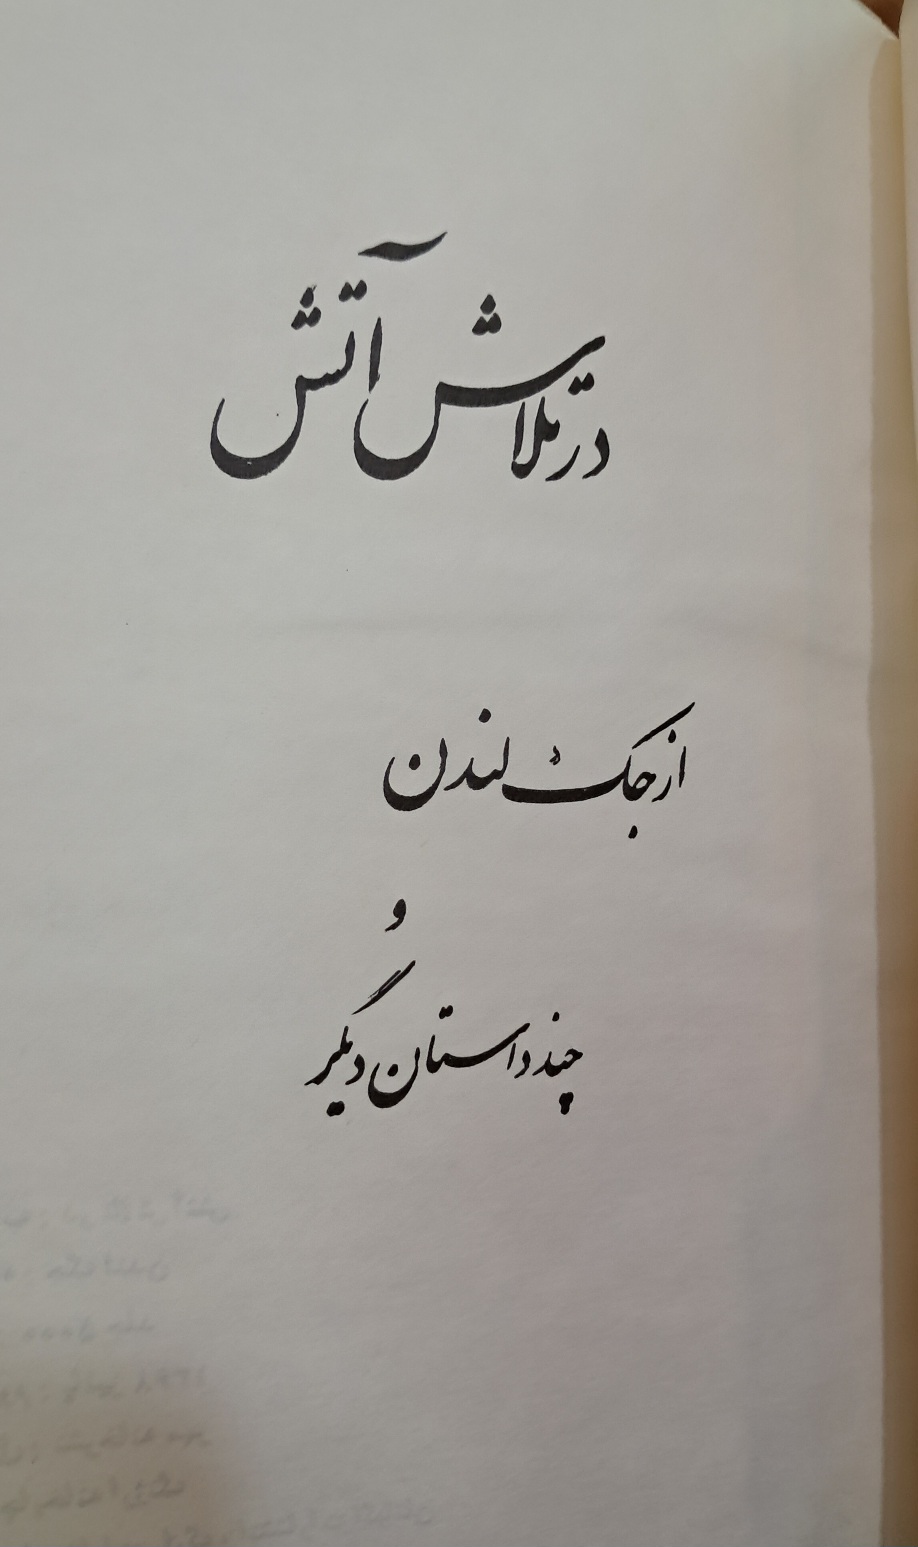 در تلاش آتش
از جک لندن
و
چند داستان دیگر